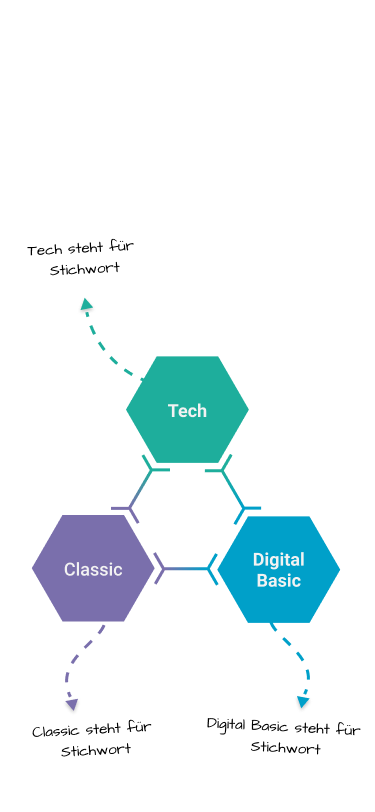 Tech steht für
Stichwort
Tech
Classic
Digital
Basic
Classic steht für
Stichwort
Digital Basic steht für
Stichwort